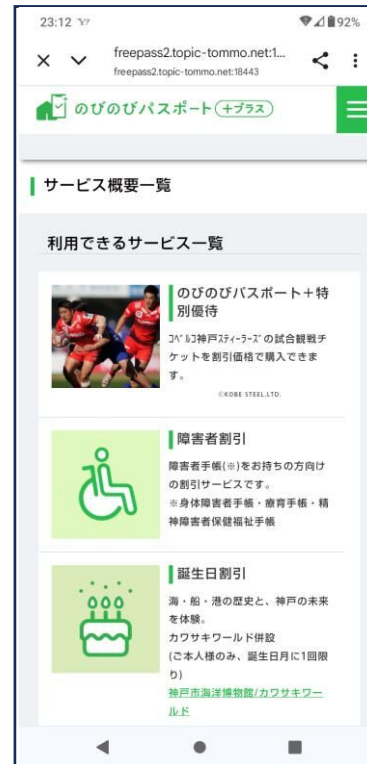 23:12
92%
freepass2.topic-tommo.net:1...
freepass2.topic-tommo.net:18443
のびのびパスポート+プラス
サービス概要一覧
利用できるサービス一覧
のびのびパスポート＋特
別優待
ｺﾍﾞﾙｺ神戸ｽﾃｨｰﾗｰｽﾞの試合観戦チ
ケットを割引価格で購入できま
す。
©KOBE STEEL.LTD.
障害者割引
障害者手帳(※)をお持ちの方向け
の割引サービスです。
※身体障害者手帳・療育手帳・精
神障害者保健福祉手帳
誕生日割引
海・船・港の歴史と、神戸の未来
を体験。
カワサキワールド併設
(ご本人様のみ、誕生日月に1回限
り)
神戸市海洋博物館/カワサキワー
ルド